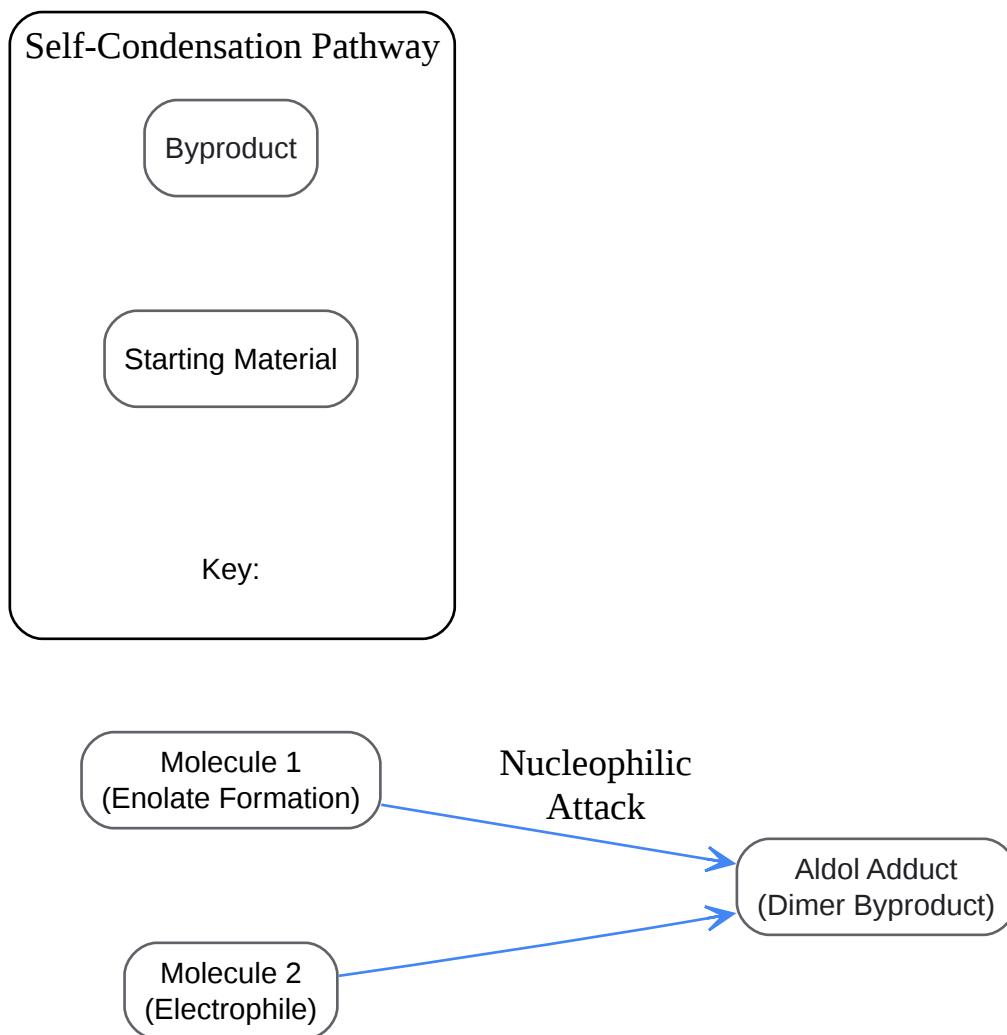 Self-Condensation Pathway
Byproduct
Starting Material
Key:
Molecule 1
(Enolate Formation)
Nucleophilic
Attack
Aldol Adduct
(Dimer Byproduct)
Molecule 2
(Electrophile)